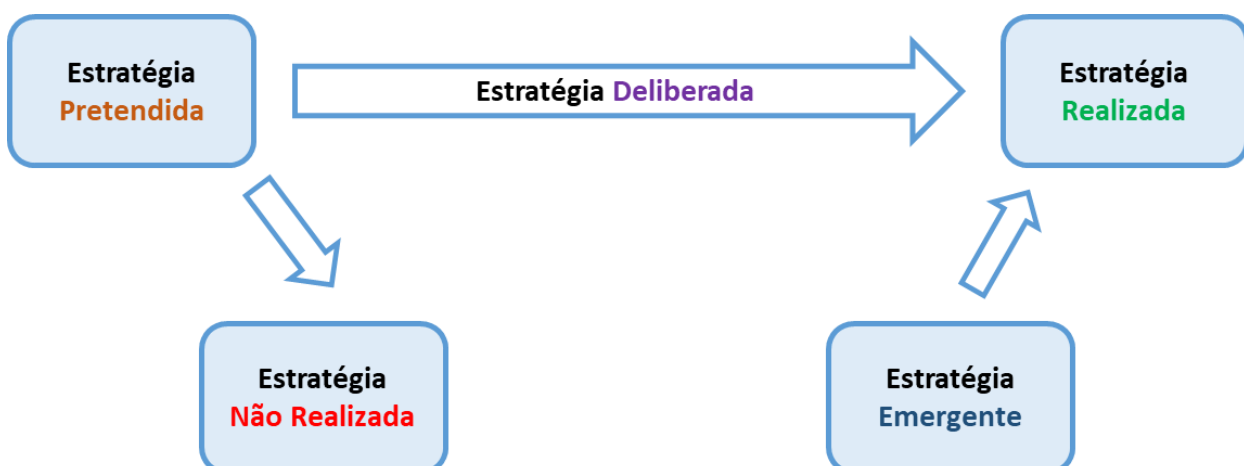 Estratégia
Pretendida
Estratégia Deliberada
Estratégia
Realizada
Estratégia
Não Realizada
Estratégia
Emergente